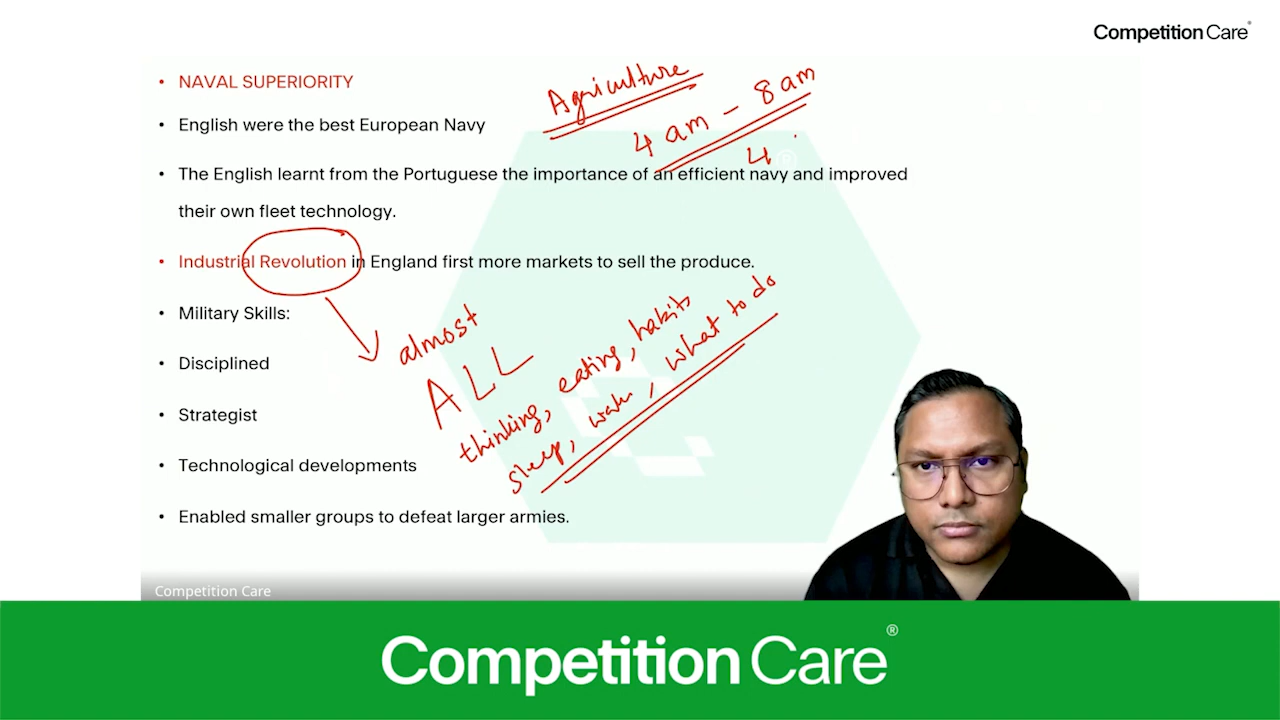 Competition Care®
• NAVAL SUPERIORITY
Agriculture
4 am - 8 am
4
• English were the best European Navy
• The English learnt from the Portuguese the importance of an efficient navy and improved
their own fleet technology.
• Industrial Revolution in England first more markets to sell the produce.
• Military Skills:
almost
ALL
thinking, eating, habits
sleep, wake, what to do
• Disciplined
• Strategist
• Technological developments
• Enabled smaller groups to defeat larger armies.
Competition Care
Competition Care®